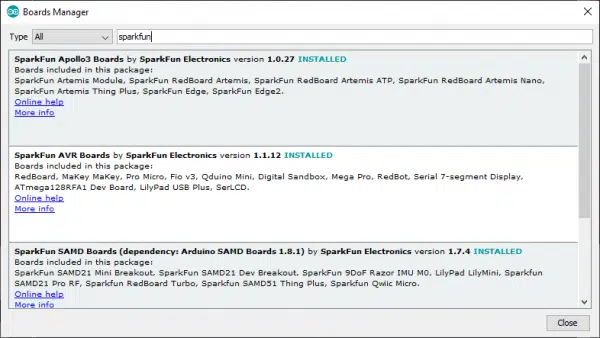 Boards Manager
Type All sparkfun
SparkFun Apollo3 Boards by SparkFun Electronics version 1.0.27 INSTALLED
Boards included in this package:
SparkFun Artemis Module, SparkFun RedBoard Artemis, SparkFun RedBoard Artemis ATP, SparkFun RedBoard Artemis Nano,
SparkFun Artemis Thing Plus, SparkFun Edge, SparkFun Edge2.
Online help
More info
SparkFun AVR Boards by SparkFun Electronics version 1.1.12 INSTALLED
Boards included in this package:
RedBoard, MaKey MaKey, Pro Micro, Fio v3, Qduino Mini, Digital Sandbox, Mega Pro, RedBot, Serial 7-segment Display,
ATmega128RFA1 Dev Board, LilyPad USB Plus, SerLCD.
Online help
More info
SparkFun SAMD Boards (dependency: Arduino SAMD Boards 1.8.1) by SparkFun Electronics version 1.7.4 INSTALLED
Boards included in this package:
SparkFun SAMD21 Mini Breakout, SparkFun SAMD21 Dev Breakout, SparkFun 9DoF Razor IMU M0, LilyPad LilyMini, Sparkfun
SAMD21 Pro RF, Sparkfun RedBoard Turbo, Sparkfun SAMD51 Thing Plus, Sparkfun Qwiic Micro.
Online help
More info
Close